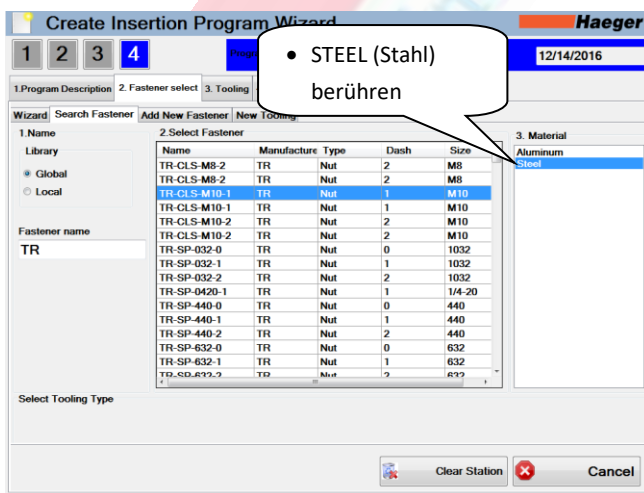 Create Insertion Program Wizard
Haeger
1 2 3 4
12/14/2016
• STEEL (Stahl)
berühren
1.Program Description 2. Fastener select 3. Tooling
Wizard Search Fastener Add New Fastener New Tooling
1.Name
Library
Global
Local
Fastener name
TR
2.Select Fastener
Name Manufacture Type Dash Size
TR-CLS-M8-2 TR Nut 2 M8
TR-CLS-M8-2 TR Nut 2 M8
TR-CLS-M10-1 TR Nut 1 M10
TR-CLS-M10-1 TR Nut 1 M10
TR-CLS-M10-2 TR Nut 2 M10
TR-CLS-M10-2 TR Nut 2 M10
TR-SP-032-0 TR Nut 0 1032
TR-SP-032-1 TR Nut 1 1032
TR-SP-032-2 TR Nut 2 1032
TR-SP-0420-1 TR Nut 1 1/4-20
TR-SP-440-0 TR Nut 0 440
TR-SP-440-1 TR Nut 1 440
TR-SP-440-2 TR Nut 2 440
TR-SP-632-0 TR Nut 0 632
TR-SP-632-1 TR Nut 1 632
TR-SP-632-2 TR Nut 2 632
3. Material
Aluminum
Steel
Select Tooling Type
Clear Station
Cancel